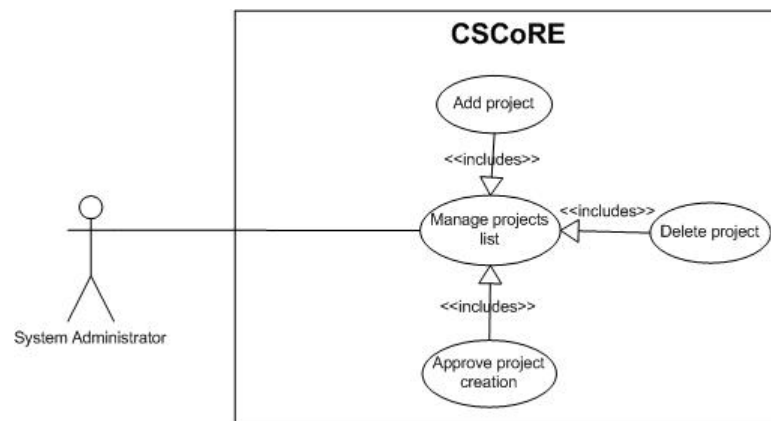 CSCoRE
Add project
<<includes>>
Manage projects
list
<<includes>>
Delete project
System Administrator
<<includes>>
Approve project
creation